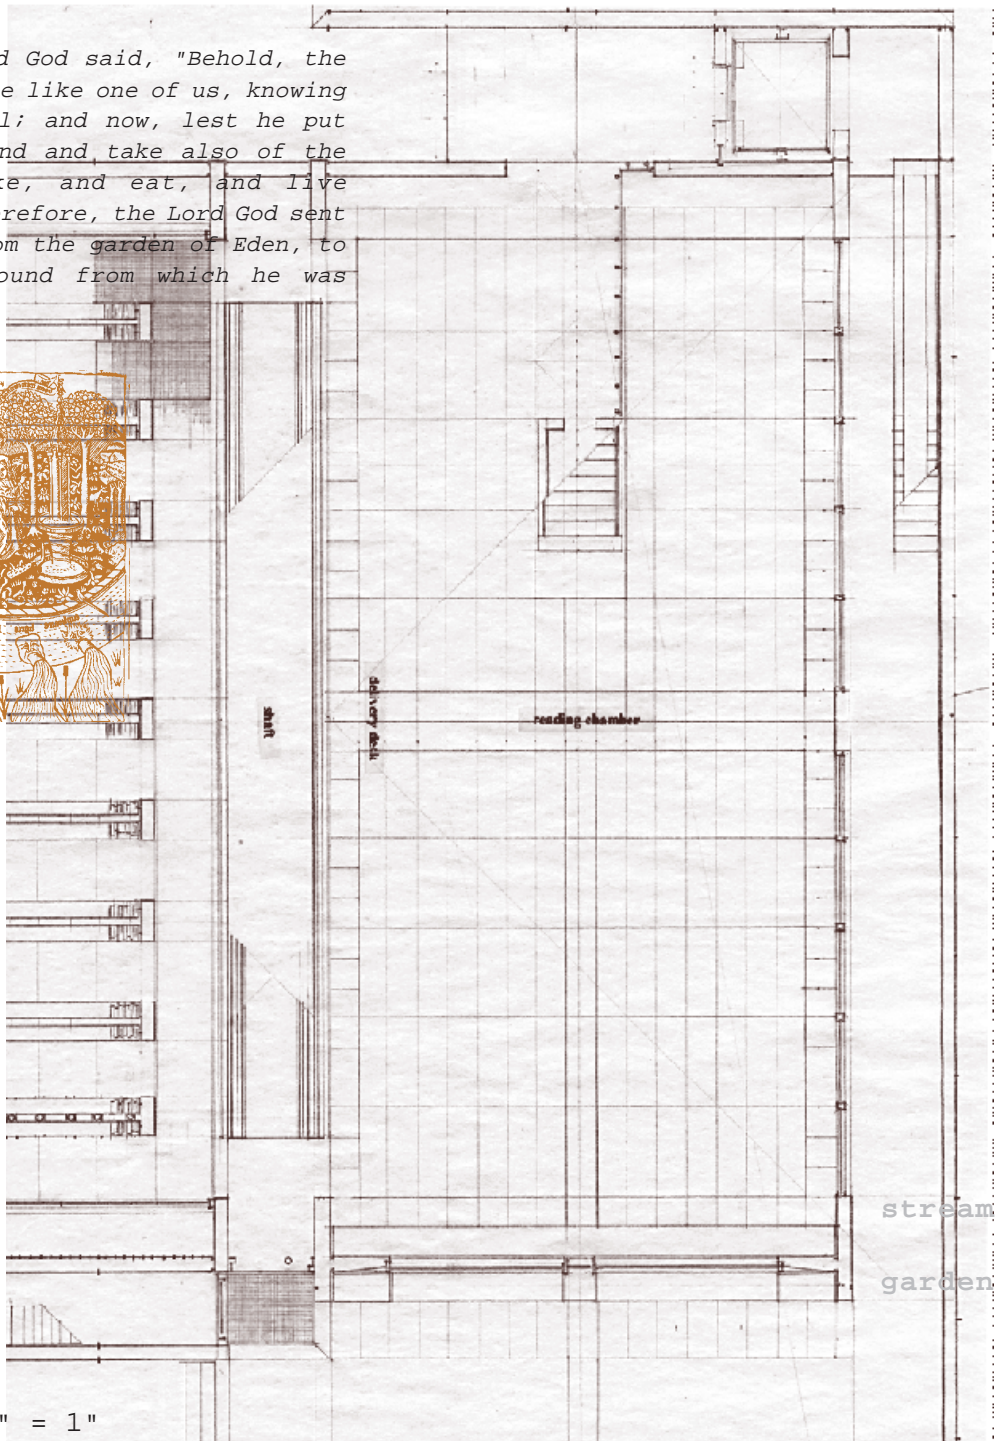 d God said, "Behold, the
e like one of us, knowing
l; and now, lest he put
nd and take also of the
ke, and eat, and live
refore, the Lord God sent
om the garden of Eden, to
ound from which he was
shaft
delivery deck
reading chamber
stream
garden
" = 1"